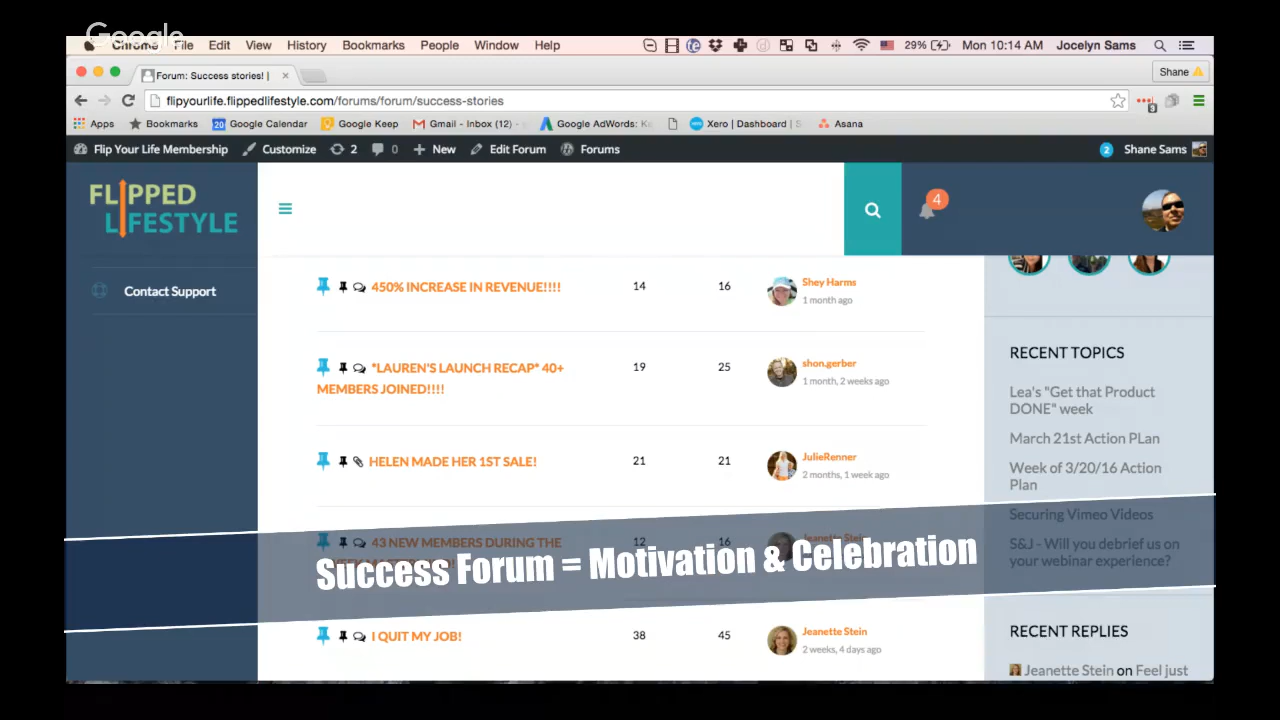 Google
Chrome File Edit View History Bookmarks People Window Help 29% Mon 10:14 AM Jocelyn Sams
Forum: Success stories! |
Shane
flipyourlife.flippedlifestyle.com/forums/forum/success-stories
3
Apps Bookmarks 20 Google Calendar Google Keep Gmail - Inbox (12) - Google AdWords: Xero | Dashboard | Asana
Flip Your Life Membership Customize 2 0 New Edit Forum Forums 2 Shane Sams
FLIPPED
LIFESTYLE
4
Contact Support
450% INCREASE IN REVENUE!!!! 14 16 Shey Harms
1 month ago
*LAUREN'S LAUNCH RECAP* 40+
MEMBERS JOINED!!!!
19 25 shon.gerber
1 month, 2 weeks ago
HELEN MADE HER 1ST SALE! 21 21 JulieRenner
2 months, 1 week ago
43 NEW MEMBERS DURING THE
12 16 Jeanette Stein
Success Forum = Motivation & Celebration
I QUIT MY JOB! 38 45 Jeanette Stein
2 weeks, 4 days ago
RECENT TOPICS
Lea's "Get that Product
DONE" week
March 21st Action PLan
Week of 3/20/16 Action
Plan
Securing Vimeo Videos
S&J - Will you debrief us on
your webinar experience?
RECENT REPLIES
Jeanette Stein on Feel just